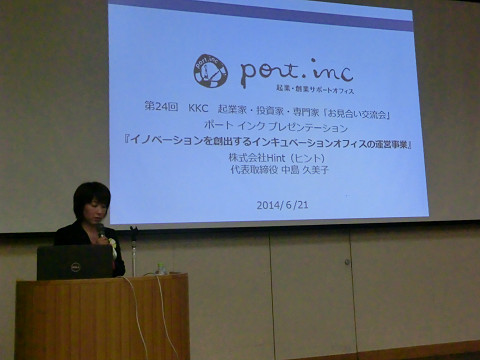 port.inc
port.inc
起業・創業サポートオフィス
第24回 KKC 起業家・投資家・専門家「お見合い交流会」
ポート インク プレゼンテーション
『イノベーションを創出するインキュベーションオフィスの運営事業』
株式会社Hint（ヒント）
代表取締役 中島 久美子
2014/6/21
DELL